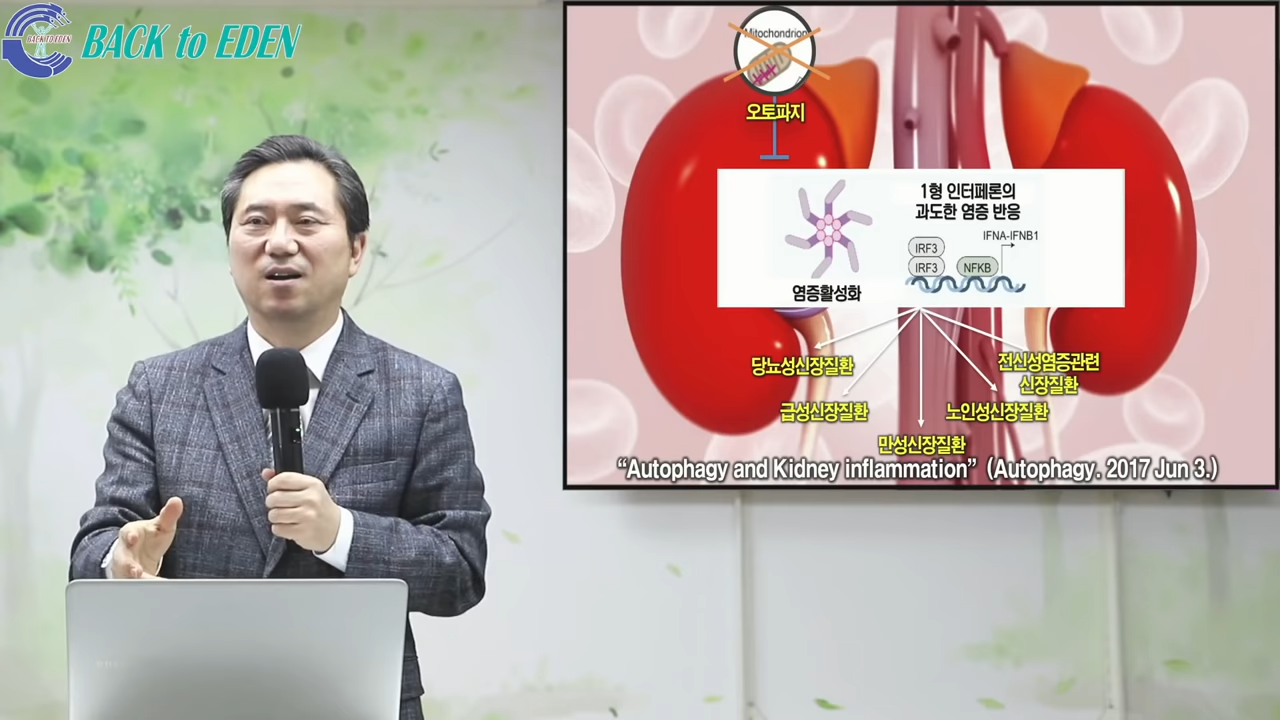 BACK TO EDEN
BACK to EDEN
Mitochondrion
오토파지
1형 인터페론의
과도한 염증 반응
IFNA-IFNB1
IRF3
IRF3
NFKB
염증활성화
당뇨성신장질환
전신성염증관련
신장질환
급성신장질환
노인성신장질환
만성신장질환
“Autophagy and Kidney inflammation” (Autophagy. 2017 Jun 3.)